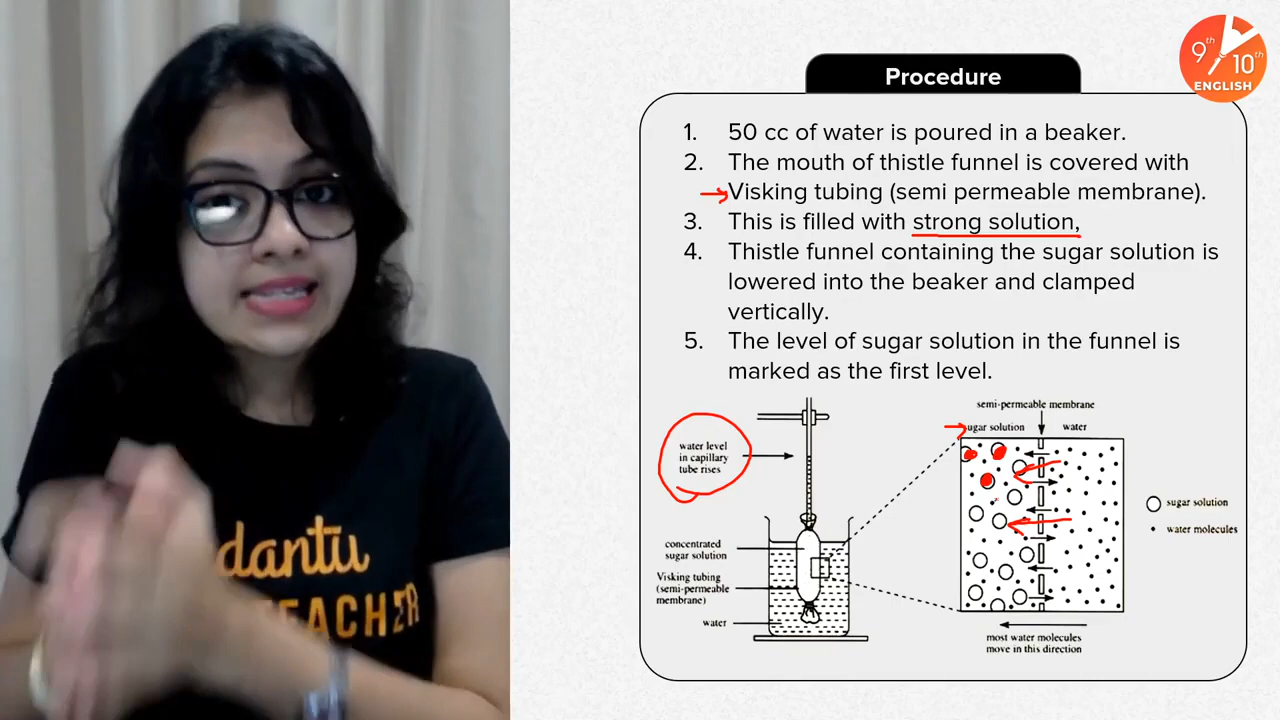 9th
10th
ENGLISH
Procedure
1. 50 cc of water is poured in a beaker.
2. The mouth of thistle funnel is covered with
Visking tubing (semi permeable membrane).
3. This is filled with strong solution,
4. Thistle funnel containing the sugar solution is
lowered into the beaker and clamped
vertically.
5. The level of sugar solution in the funnel is
marked as the first level.
water level
in capillary
tube rises
concentrated
sugar solution
Visking tubing
(semi-permeable
membrane)
water
semi-permeable membrane
sugar solution
water
sugar solution
water molecules
most water molecules
move in this direction
dantu
TEACHER